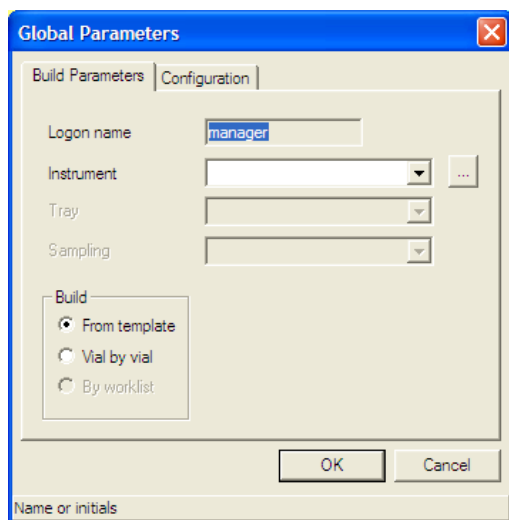 Global Parameters
Build Parameters
Configuration
Logon name
manager
Instrument
...
Tray
Sampling
Build
From template
Vial by vial
By worklist
OK
Cancel
Name or initials